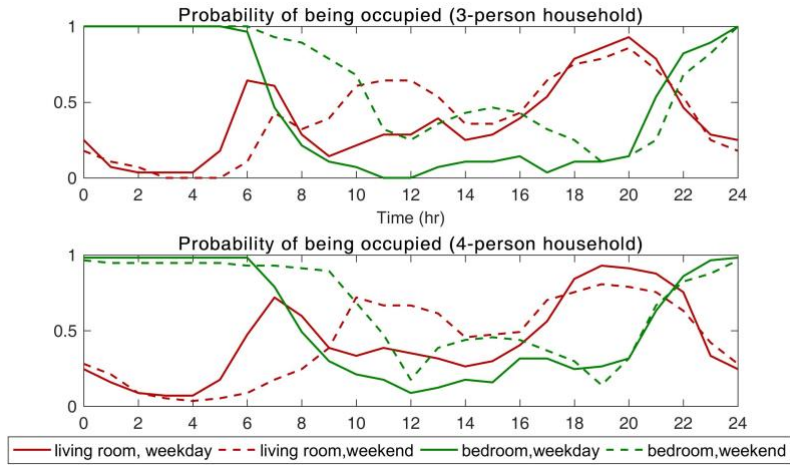 Probability of being occupied (3-person household)
1
0.5
0
0 2 4 6 8 10 12 14 16 18 20 22 24
Time (hr)
Probability of being occupied (4-person household)
1
0.5
0
0 2 4 6 8 10 12 14 16 18 20 22 24
living room, weekday living room,weekend bedroom,weekday bedroom,weekend